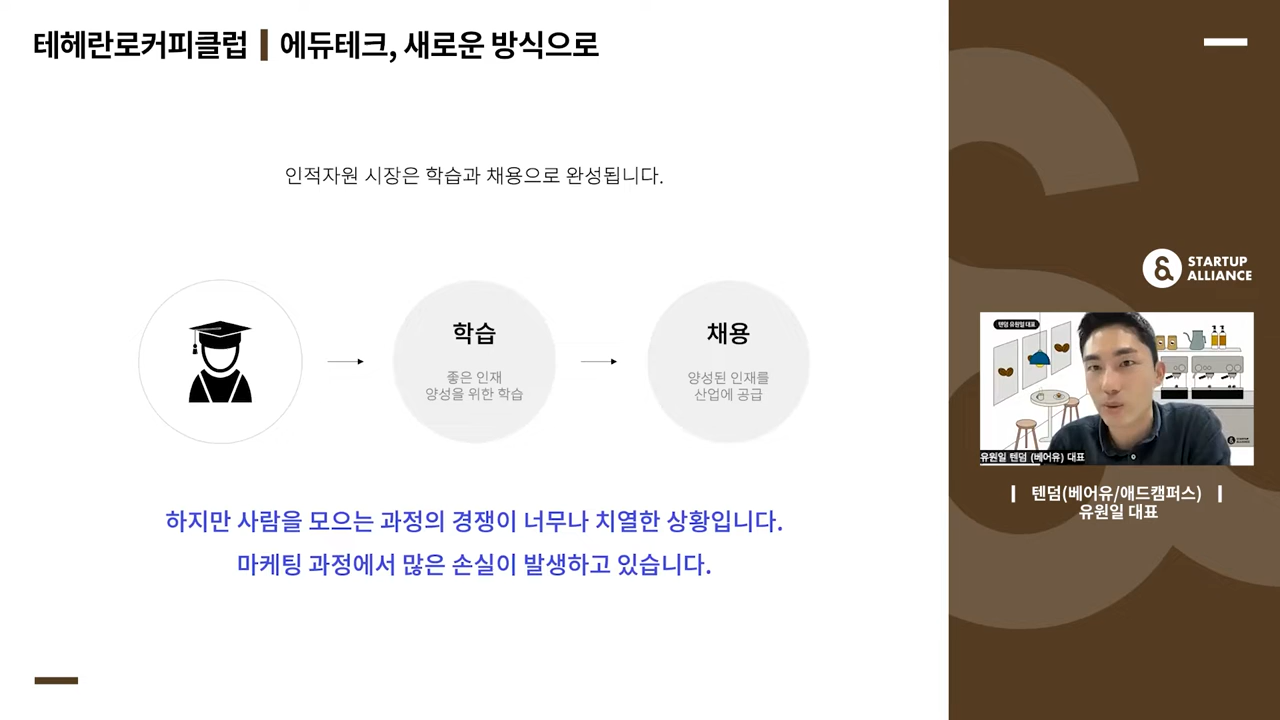 테헤란로커피클럽 | 에듀테크, 새로운 방식으로
인적자원 시장은 학습과 채용으로 완성됩니다.
학습
좋은 인재
양성을 위한 학습
채용
양성된 인재를
산업에 공급
하지만 사람을 모으는 과정의 경쟁이 너무나 치열한 상황입니다.
마케팅 과정에서 많은 손실이 발생하고 있습니다.
STARTUP
ALLIANCE
텐덤 유원일 대표
유원일 텐덤 (베어유) 대표
텐덤(베어유/애드캠퍼스)
유원일 대표